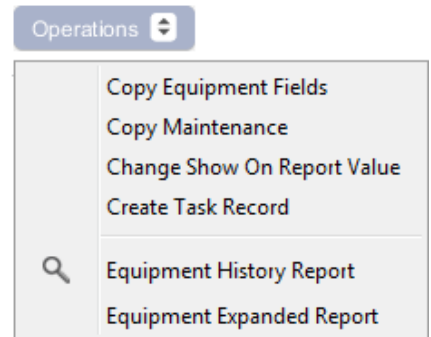 Operations
Copy Equipment Fields
Copy Maintenance
Change Show On Report Value
Create Task Record
Equipment History Report
Equipment Expanded Report